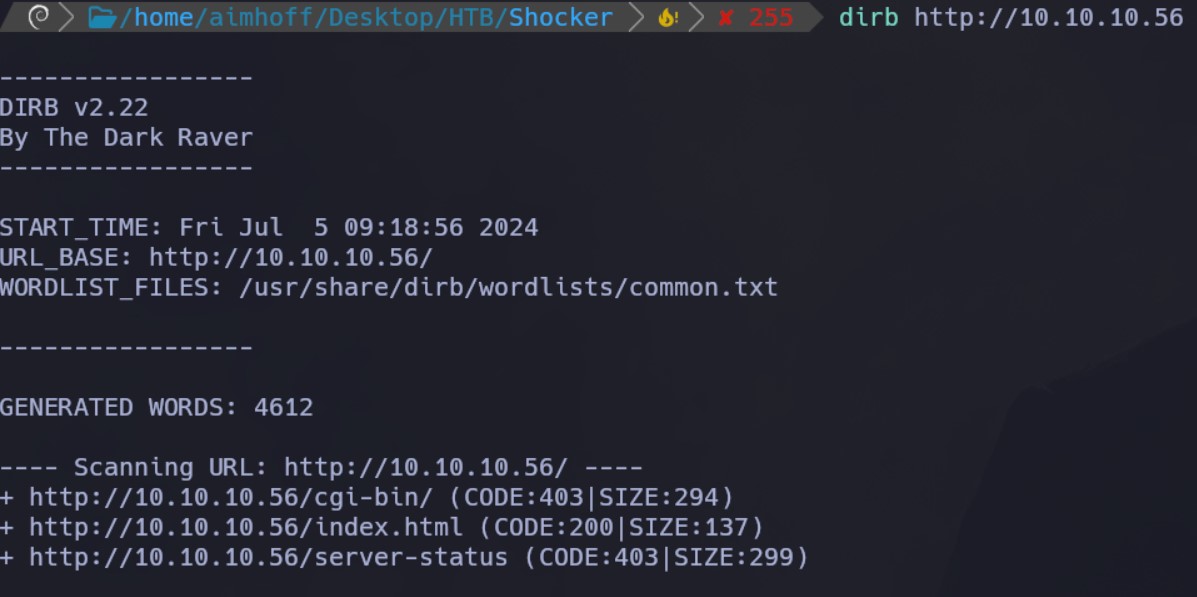 /home/aimhoff/Desktop/HTB/Shocker ! ✘ 255 dirb http://10.10.10.56
-----------------
DIRB v2.22
By The Dark Raver
-----------------
START_TIME: Fri Jul  5 09:18:56 2024
URL_BASE: http://10.10.10.56/
WORDLIST_FILES: /usr/share/dirb/wordlists/common.txt
-----------------
GENERATED WORDS: 4612
---- Scanning URL: http://10.10.10.56/ ----
+ http://10.10.10.56/cgi-bin/ (CODE:403|SIZE:294)
+ http://10.10.10.56/index.html (CODE:200|SIZE:137)
+ http://10.10.10.56/server-status (CODE:403|SIZE:299)